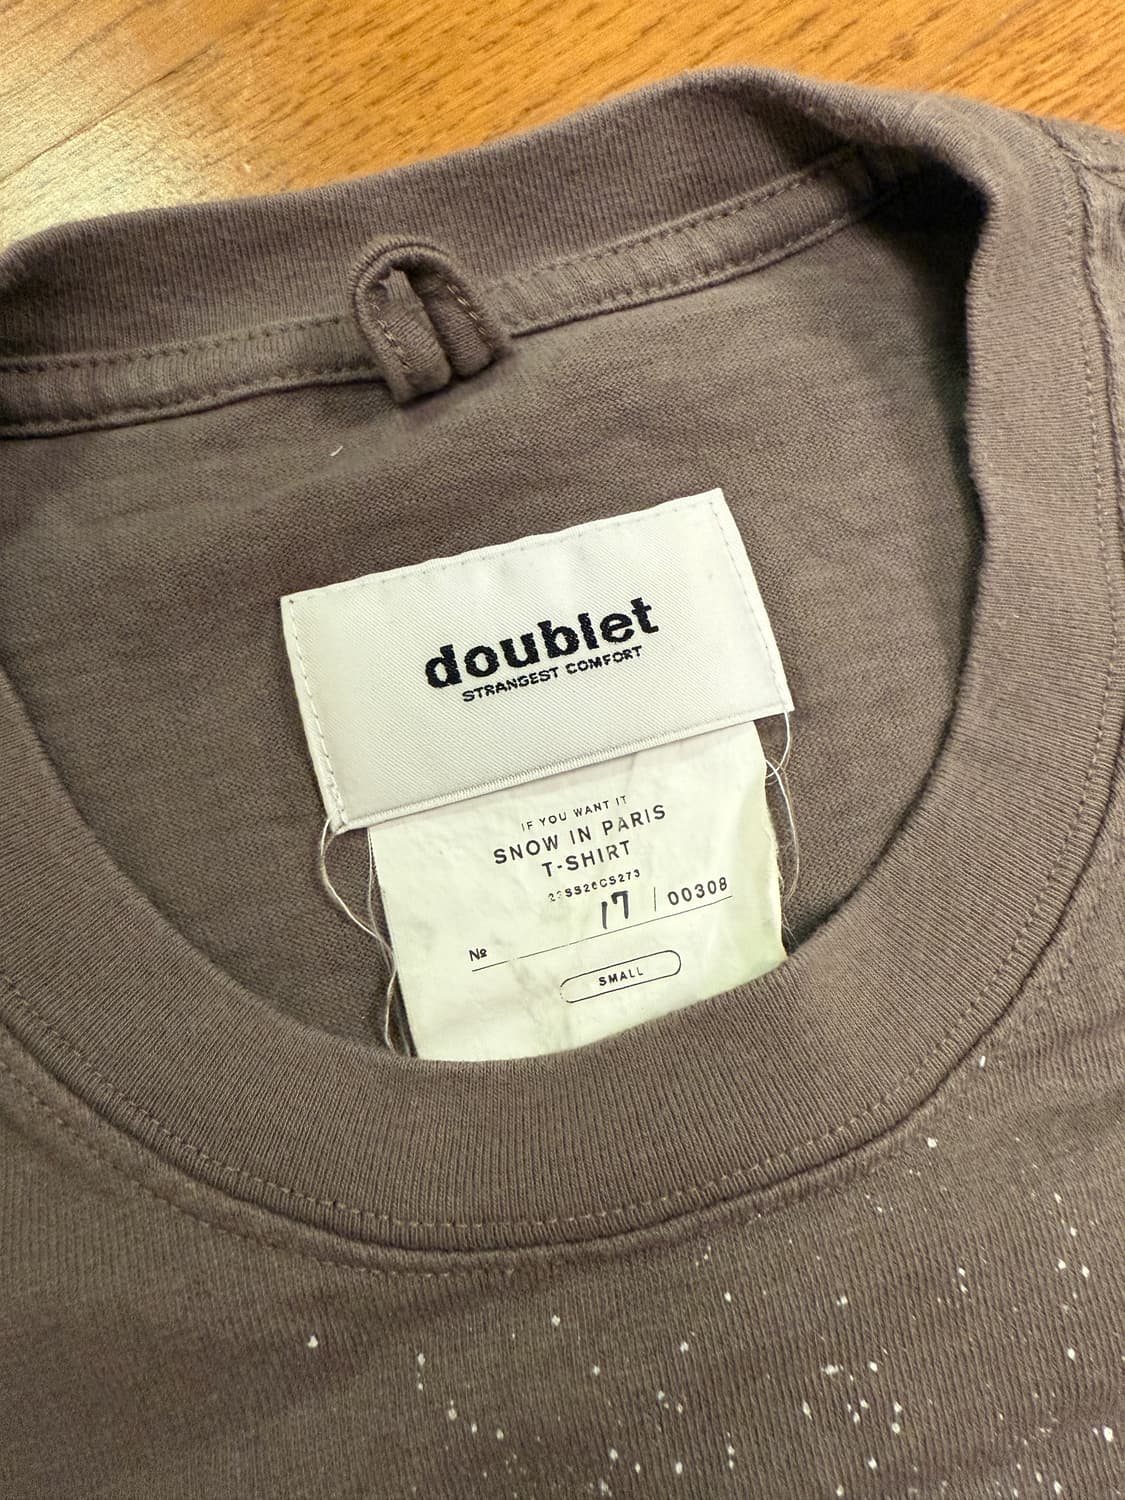 doublet
STRANGEST COMFORT
IF YOU WANT IT
SNOW IN PARIS
T-SHIRT
17 / 00308
№
SMALL